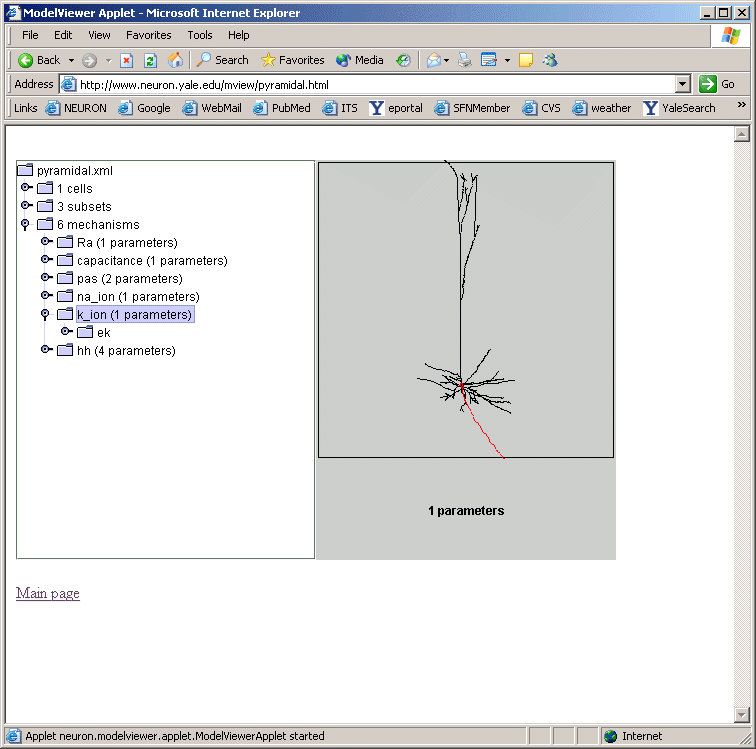 ModelViewer Applet - Microsoft Internet Explorer
File Edit View Favorites Tools Help
Back Search Favorites Media
Address http://www.neuron.yale.edu/mview/pyramidal.html Go
Links NEURON Google WebMail PubMed ITS eportal SFNMember CVS weather YaleSearch »
pyramidal.xml
1 cells
3 subsets
6 mechanisms
Ra (1 parameters)
capacitance (1 parameters)
pas (2 parameters)
na_ion (1 parameters)
k_ion (1 parameters)
ek
hh (4 parameters)
1 parameters
Main page
Applet neuron.modelviewer.applet.ModelViewerApplet started Internet